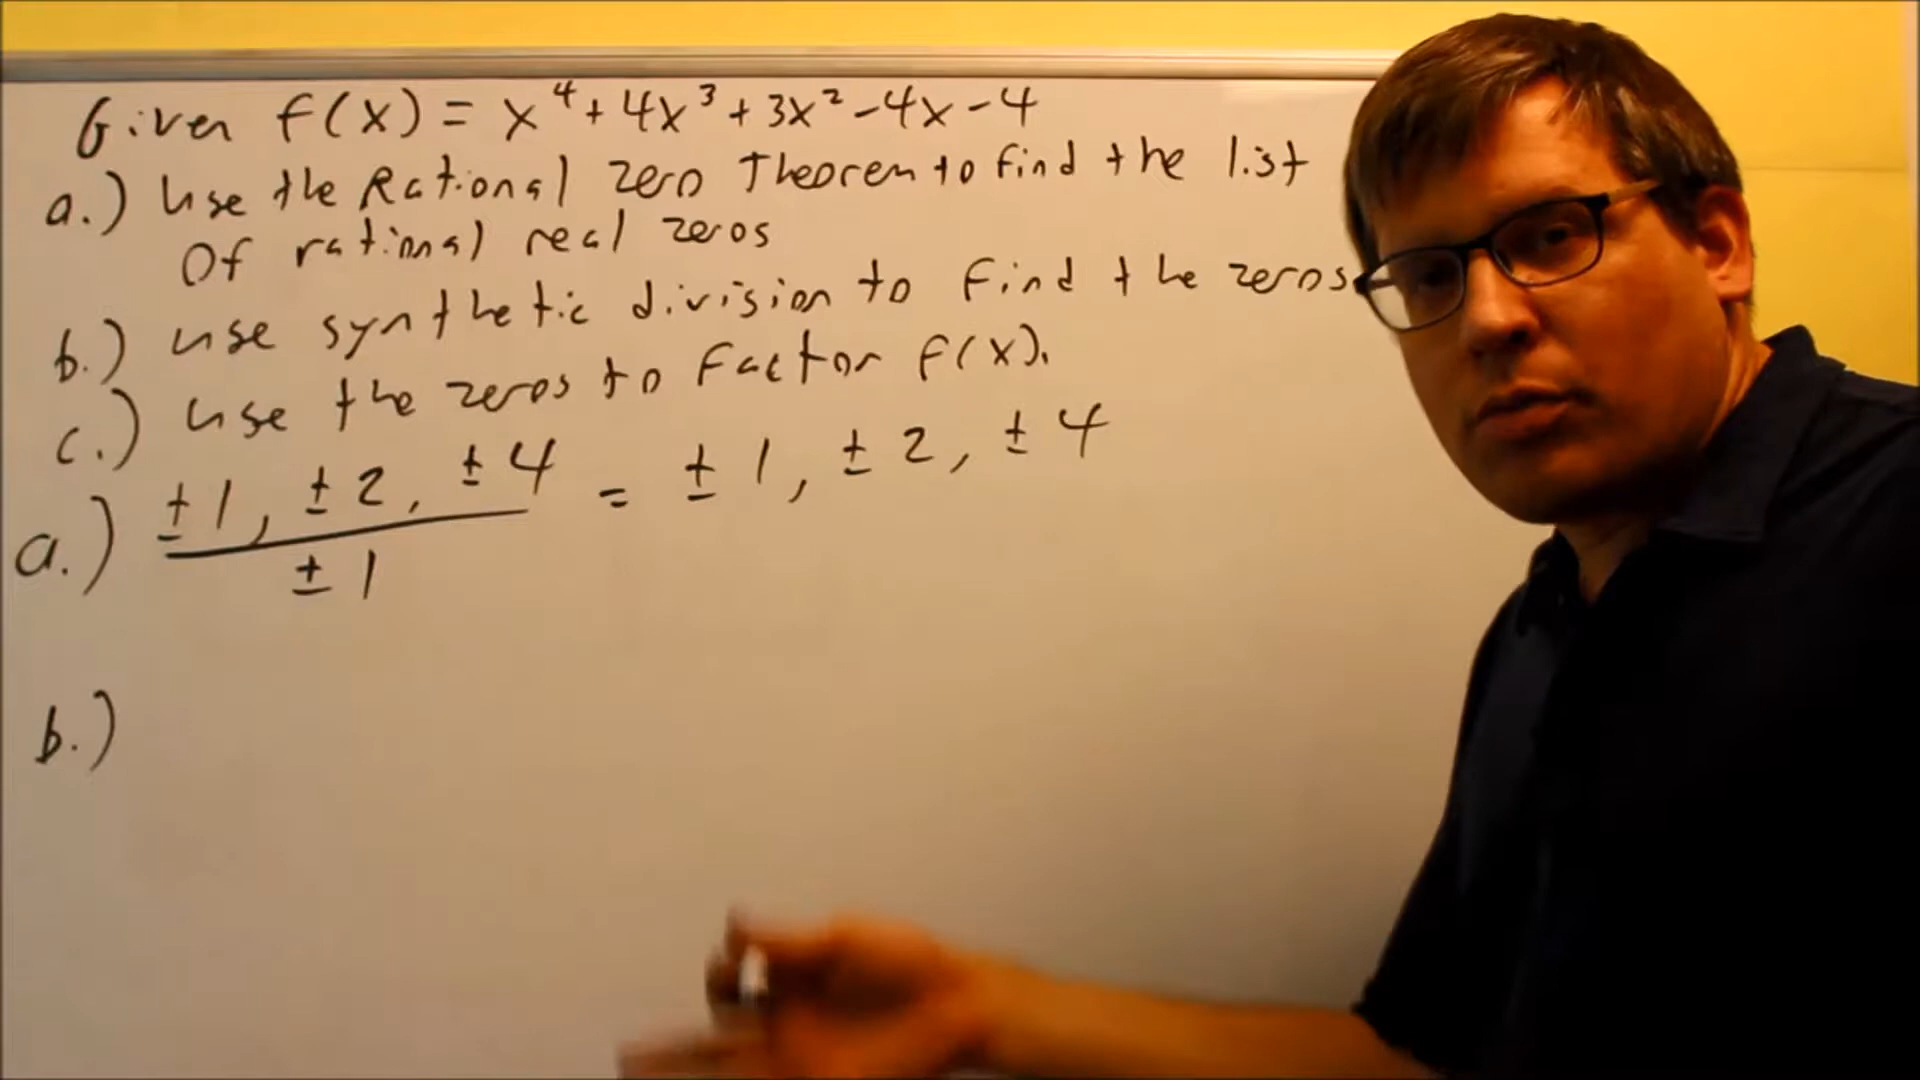 Given f(x) = x⁴ + 4x³ + 3x² - 4x - 4
a.) Use the Rational zero Theorem to find the list
Of rational real zeros
b.) use synthetic division to find the zeros
c.) use the zeros to factor f(x).
a.) ±1, ±2, ±4 / ±1 = ±1, ±2, ±4
b.)